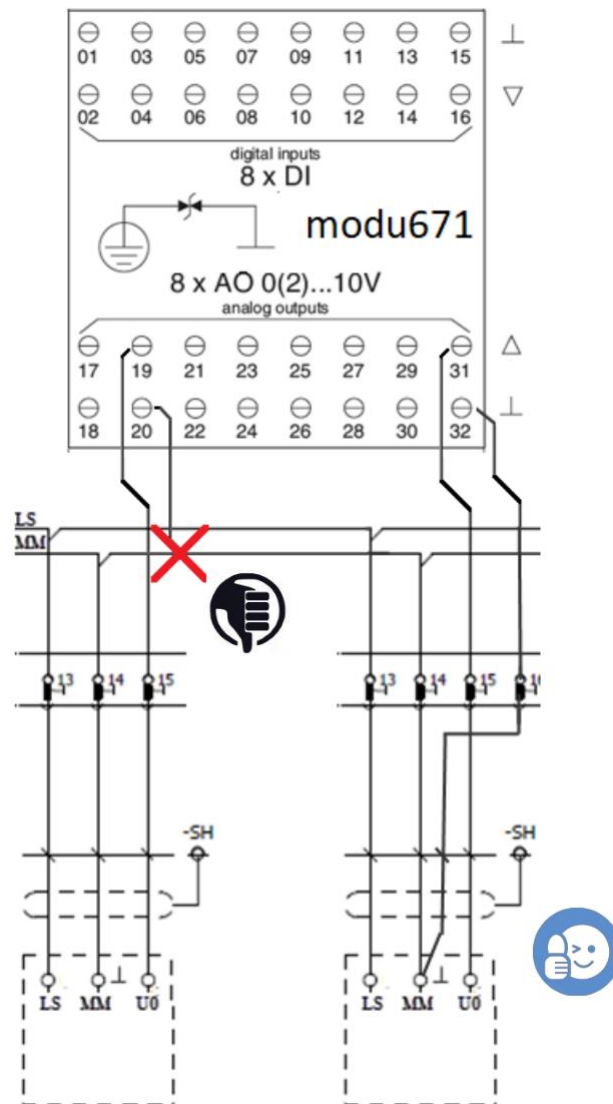 01 03 05 07 09 11 13 15
02 04 06 08 10 12 14 16
digital inputs
8 x DI
modu671
8 x AO 0(2)...10V
analog outputs
17 19 21 23 25 27 29 31
18 20 22 24 26 28 30 32
LS
MM
13 14 15 13 14 15
-SH -SH
LS MM U0 LS MM U0